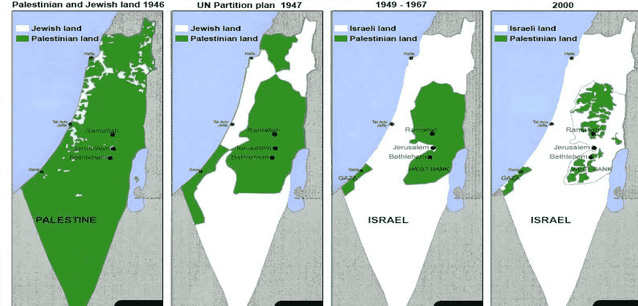 Palestinian and Jewish land 1946
Jewish land
Palestinian land
Haifa
Tel Aviv
Jaffa
Ramallah
Jerusalem
Bethlehem
Gaza
PALESTINE
UN Partition plan 1947
Jewish land
Palestinian land
Haifa
Tel Aviv
Jaffa
Ramallah
Jerusalem
Bethlehem
Gaza
1949 - 1967
Israeli land
Palestinian land
Haifa
Tel Aviv
Jaffa
Ramallah
Jerusalem
Bethlehem
WEST BANK
Gaza
GAZA
ISRAEL
2000
Israeli land
Palestinian land
Haifa
Tel Aviv
Jaffa
Ramallah
Jerusalem
Bethlehem
WEST BANK
Gaza
GAZA
ISRAEL